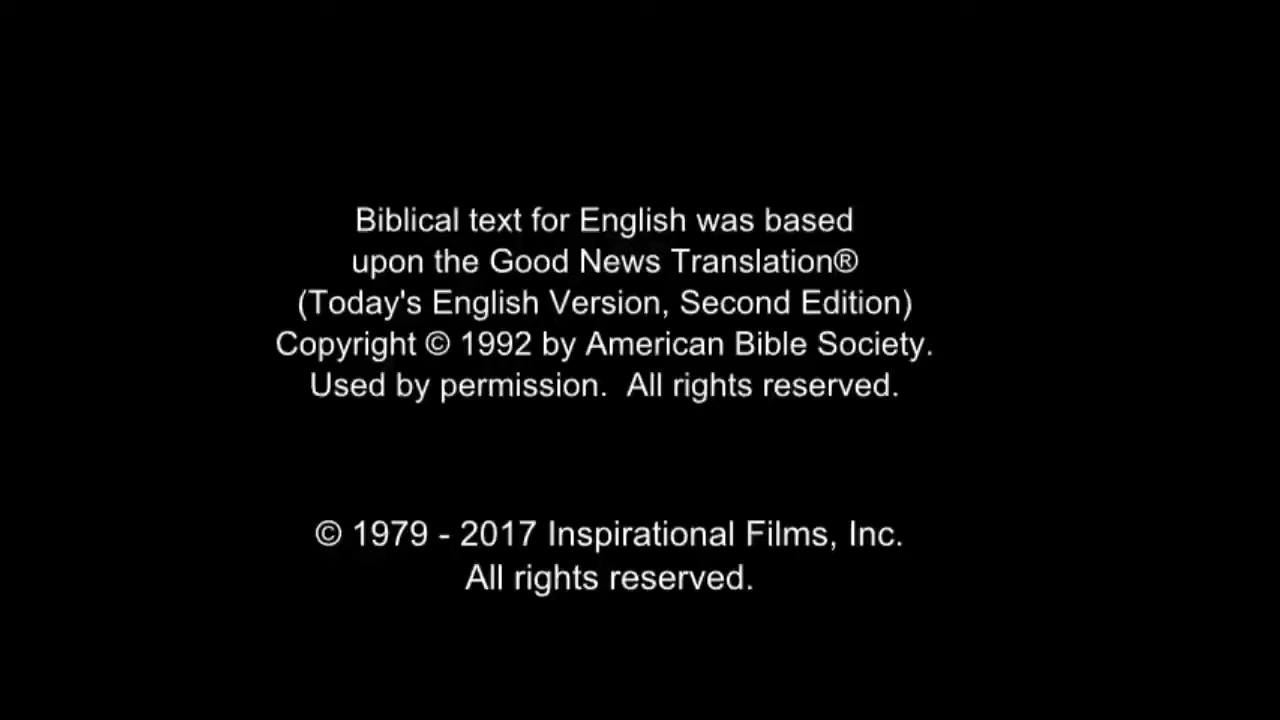 Biblical text for English was based
upon the Good News Translation®
(Today's English Version, Second Edition)
Copyright © 1992 by American Bible Society.
Used by permission.  All rights reserved.
© 1979 - 2017 Inspirational Films, Inc.
All rights reserved.